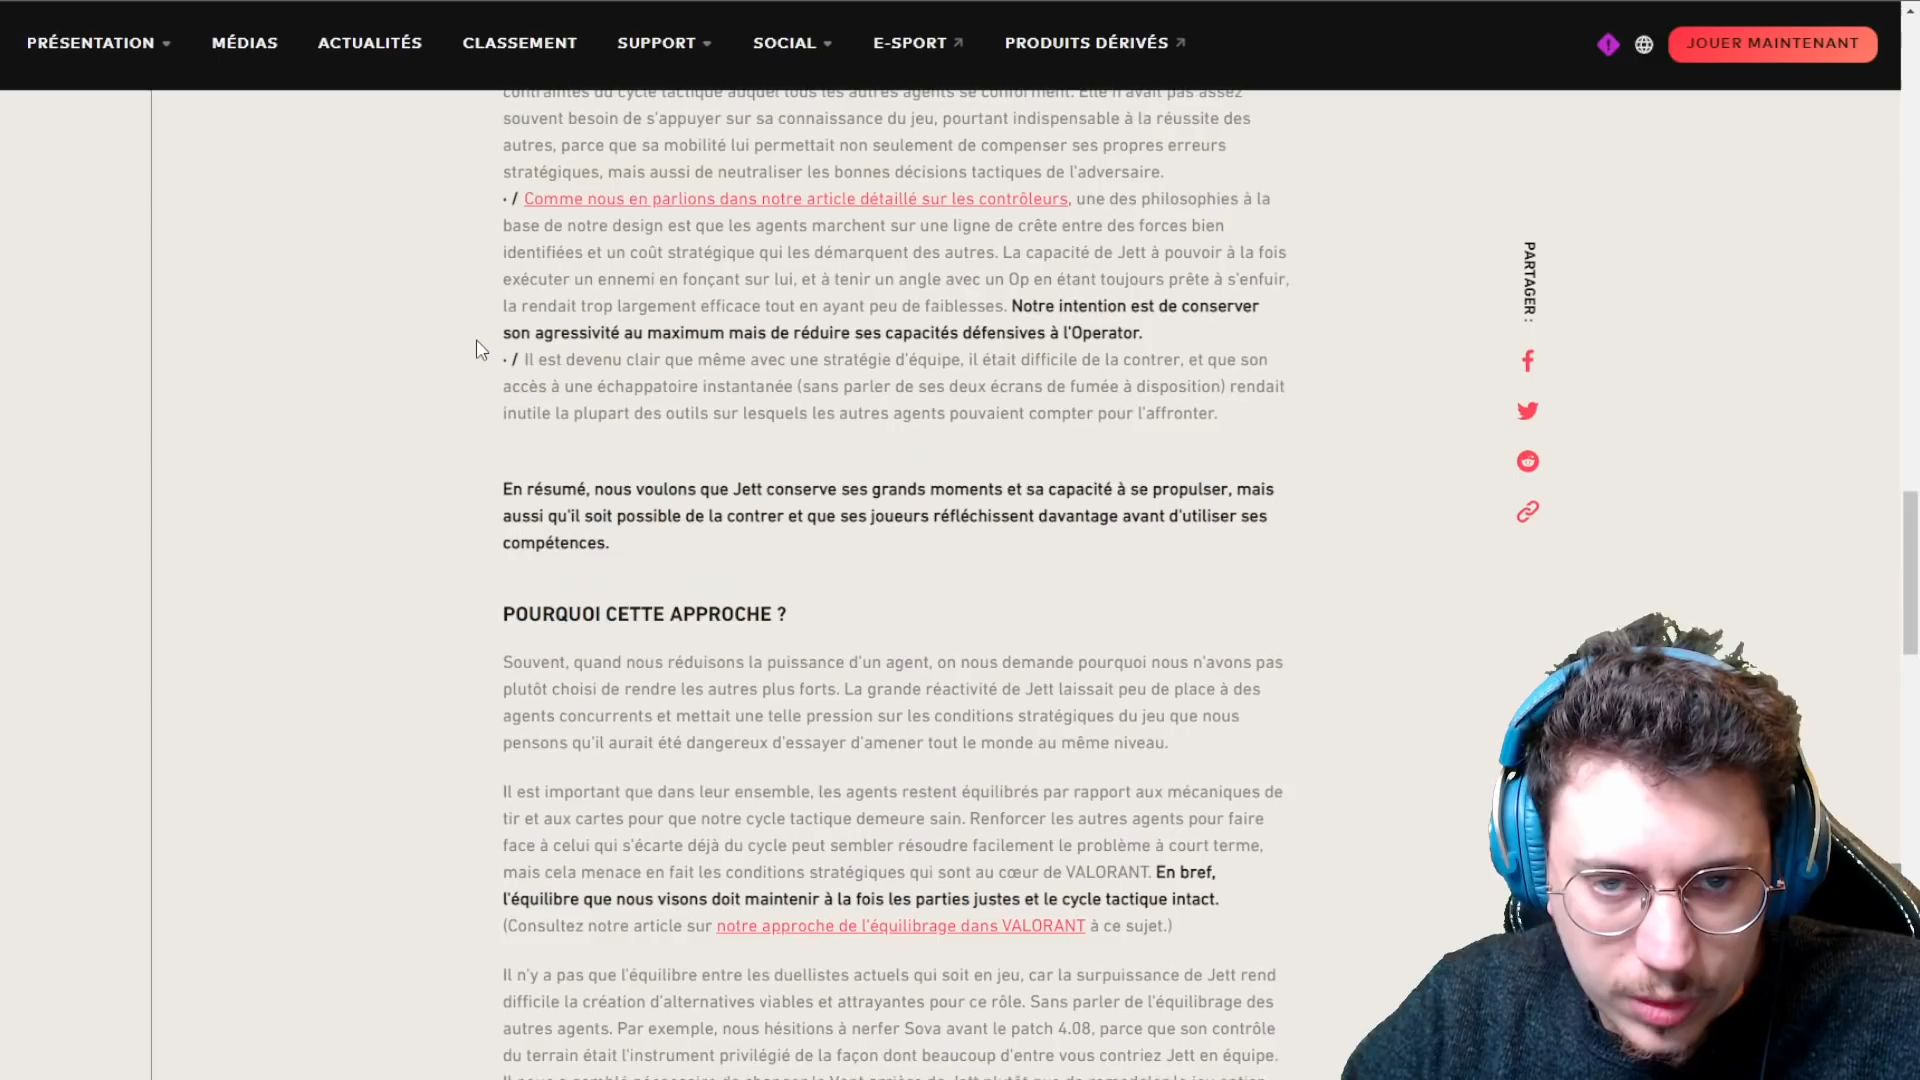 PRÉSENTATION
MÉDIAS
ACTUALITÉS
CLASSEMENT
SUPPORT
SOCIAL
E-SPORT
PRODUITS DÉRIVÉS
JOUER MAINTENANT
contraintes du cycle tactique auquel tous les autres agents se conforment. Elle n'avait pas assez
souvent besoin de s'appuyer sur sa connaissance du jeu, pourtant indispensable à la réussite des
autres, parce que sa mobilité lui permettait non seulement de compenser ses propres erreurs
stratégiques, mais aussi de neutraliser les bonnes décisions tactiques de l'adversaire.
· / Comme nous en parlions dans notre article détaillé sur les contrôleurs, une des philosophies à la
base de notre design est que les agents marchent sur une ligne de crête entre des forces bien
identifiées et un coût stratégique qui les démarquent des autres. La capacité de Jett à pouvoir à la fois
exécuter un ennemi en fonçant sur lui, et à tenir un angle avec un Op en étant toujours prête à s'enfuir,
la rendait trop largement efficace tout en ayant peu de faiblesses. Notre intention est de conserver
son agressivité au maximum mais de réduire ses capacités défensives à l'Operator.
· / Il est devenu clair que même avec une stratégie d'équipe, il était difficile de la contrer, et que son
accès à une échappatoire instantanée (sans parler de ses deux écrans de fumée à disposition) rendait
inutile la plupart des outils sur lesquels les autres agents pouvaient compter pour l'affronter.
En résumé, nous voulons que Jett conserve ses grands moments et sa capacité à se propulser, mais
aussi qu'il soit possible de la contrer et que ses joueurs réfléchissent davantage avant d'utiliser ses
compétences.
POURQUOI CETTE APPROCHE ?
Souvent, quand nous réduisons la puissance d'un agent, on nous demande pourquoi nous n'avons pas
plutôt choisi de rendre les autres plus forts. La grande réactivité de Jett laissait peu de place à des
agents concurrents et mettait une telle pression sur les conditions stratégiques du jeu que nous
pensons qu'il aurait été dangereux d'essayer d'amener tout le monde au même niveau.
Il est important que dans leur ensemble, les agents restent équilibrés par rapport aux mécaniques de
tir et aux cartes pour que notre cycle tactique demeure sain. Renforcer les autres agents pour faire
face à celui qui s'écarte déjà du cycle peut sembler résoudre facilement le problème à court terme,
mais cela menace en fait les conditions stratégiques qui sont au cœur de VALORANT. En bref,
l'équilibre que nous visons doit maintenir à la fois les parties justes et le cycle tactique intact.
(Consultez notre article sur notre approche de l'équilibrage dans VALORANT à ce sujet.)
Il n'y a pas que l'équilibre entre les duellistes actuels qui soit en jeu, car la surpuissance de Jett rend
difficile la création d'alternatives viables et attrayantes pour ce rôle. Sans parler de l'équilibrage des
autres agents. Par exemple, nous hésitions à nerfer Sova avant le patch 4.08, parce que son contrôle
du terrain était l'instrument privilégié de la façon dont beaucoup d'entre vous contriez Jett en équipe.
PARTAGER :